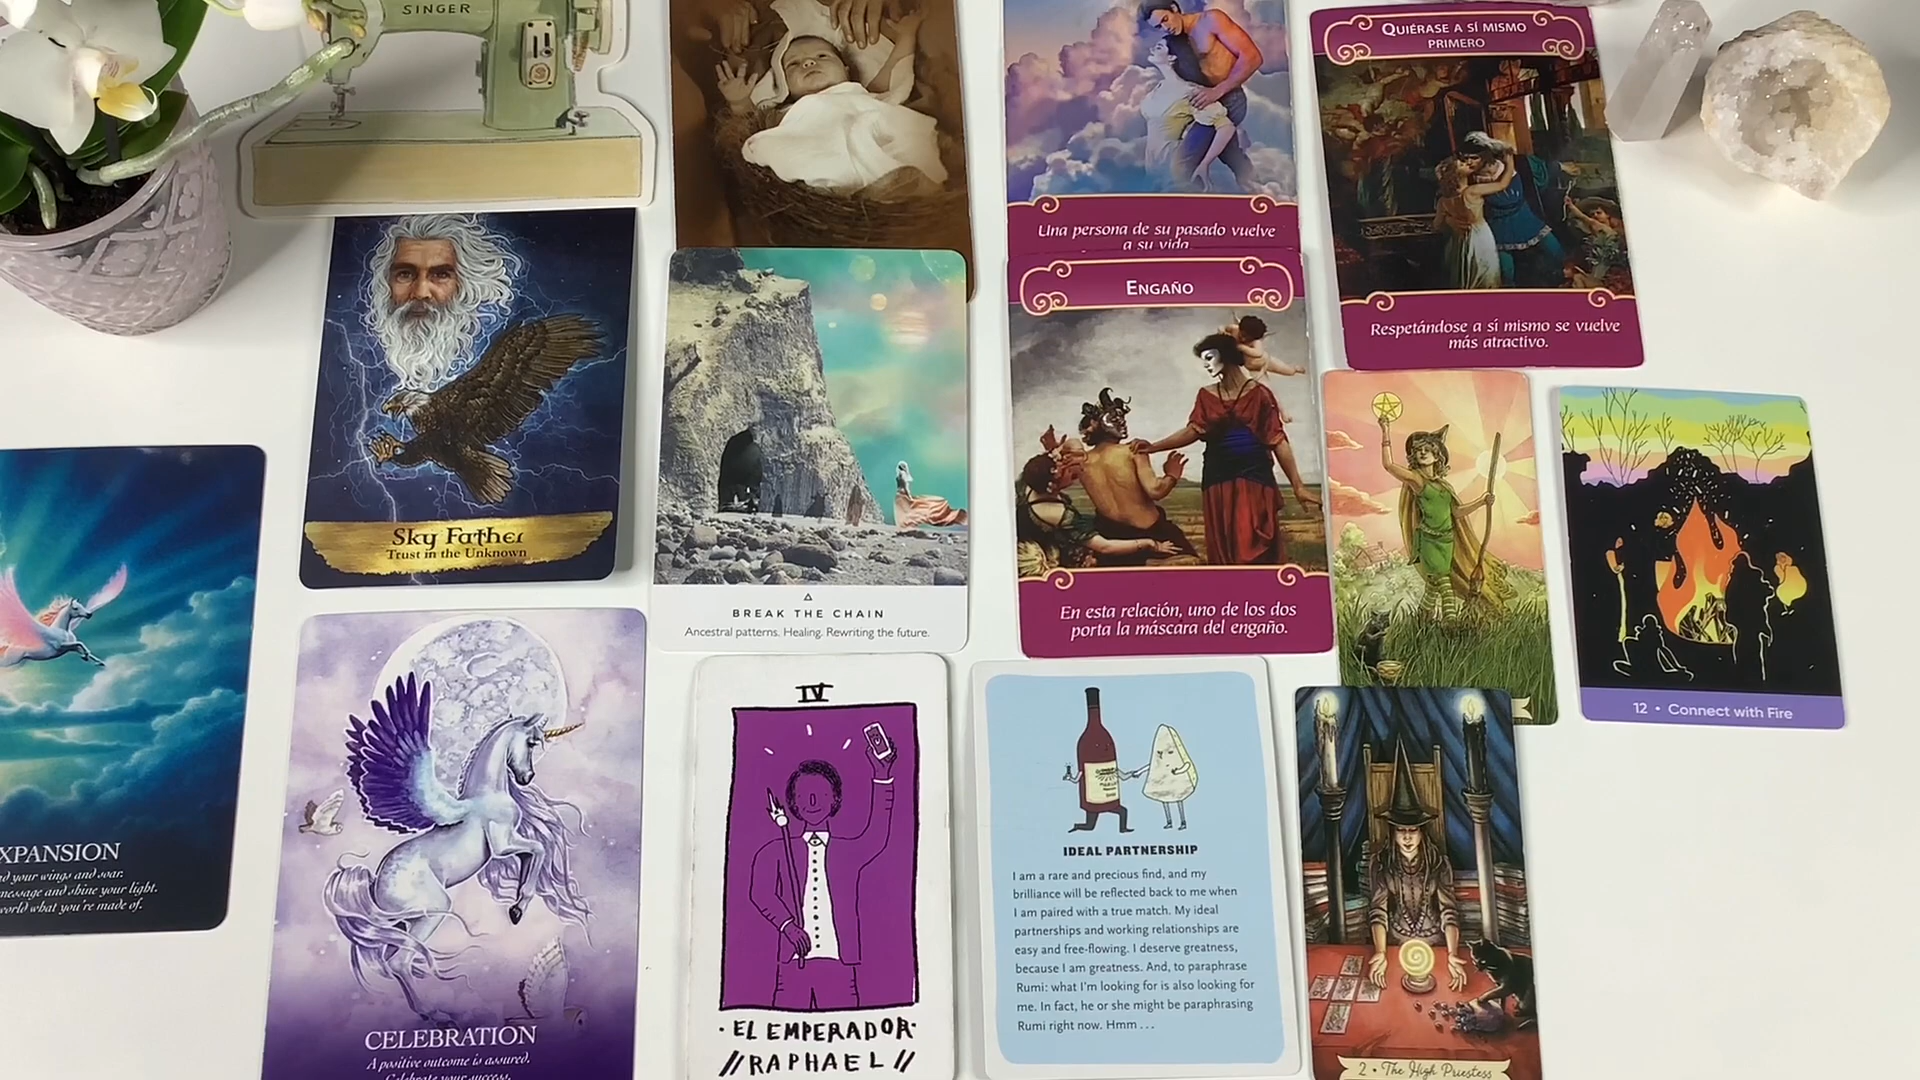 SINGER
QUIÉRASE A SÍ MISMO
PRIMERO
Una persona de su pasado vuelve
a su vida
Respetándose a sí mismo se vuelve
más atractivo.
ENGAÑO
En esta relación, uno de los dos
porta la máscara del engaño.
Sky Father
Trust in the Unknown
BREAK THE CHAIN
Ancestral patterns. Healing. Rewriting the future.
12 • Connect with Fire
XPANSION
your wings and soar.
message and shine your light.
world what you're made of.
CELEBRATION
A positive outcome is assured.
Celebrate your success.
IV
• EL EMPERADOR •
// RAPHAEL //
IDEAL PARTNERSHIP
I am a rare and precious find, and my
brilliance will be reflected back to me when
I am paired with a true match. My ideal
partnerships and working relationships are
easy and free-flowing. I deserve greatness,
because I am greatness. And, to paraphrase
Rumi: what I'm looking for is also looking for
me. In fact, he or she might be paraphrasing
Rumi right now. Hmm ...
2 • The High Priestess